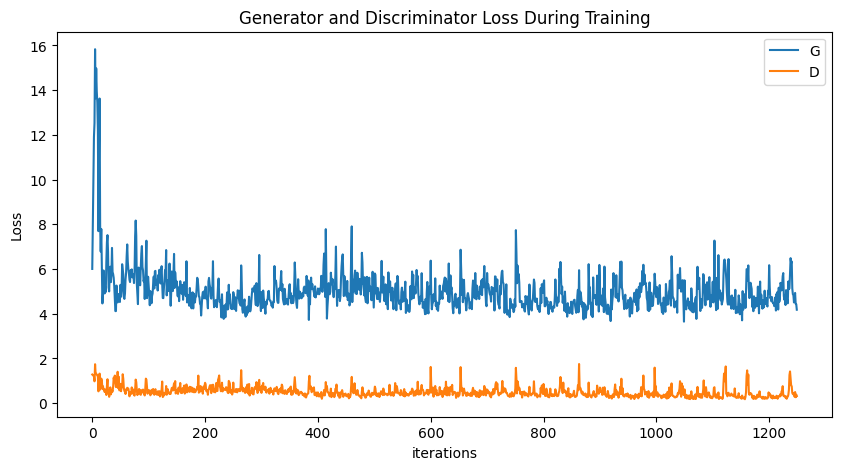 Generator and Discriminator Loss During Training
G
D
16
14
12
10
8
6
4
2
0
Loss
0 200 400 600 800 1000 1200
iterations